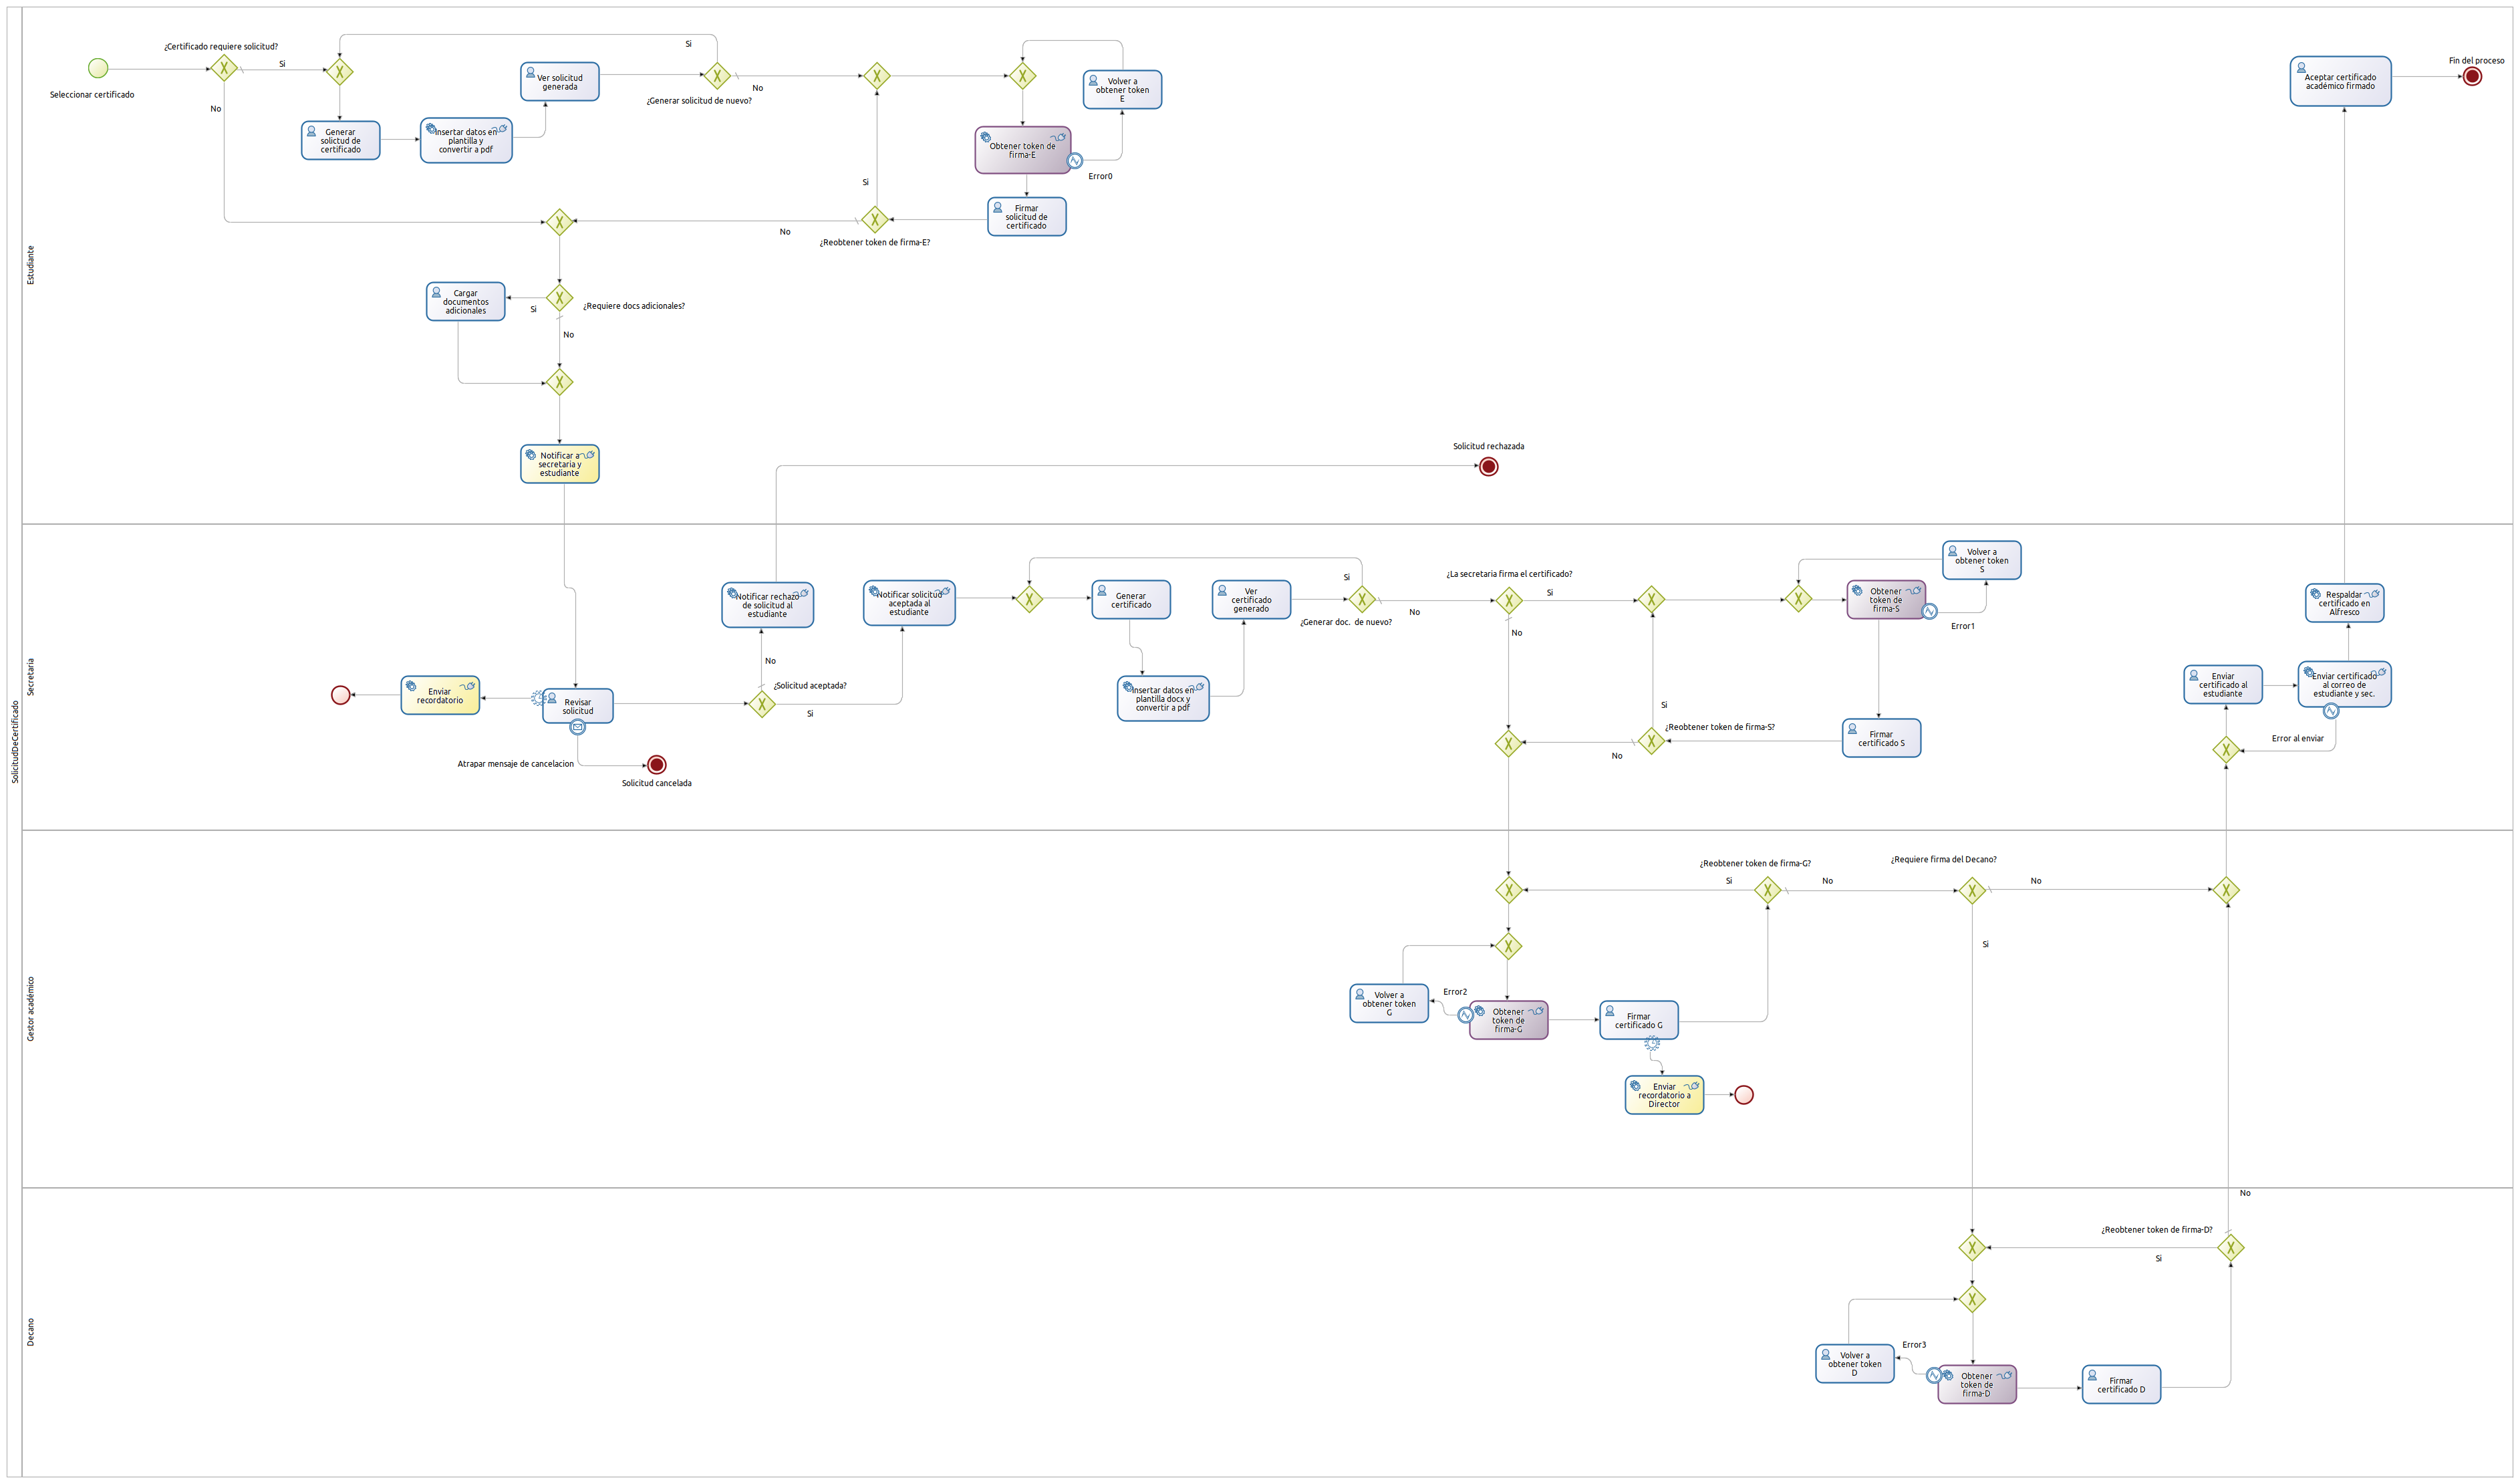 SolicitudDeCertificado
Estudiante
Seleccionar certificado
¿Certificado requiere solicitud?
Si
No
Generar
solictud de
certificado
Insertar datos en
plantilla y
convertir a pdf
Ver solicitud
generada
Si
¿Generar solicitud de nuevo?
No
Volver a
obtener token
E
Obtener token de
firma-E
Error0
Firmar
solicitud de
certificado
Si
¿Reobtener token de firma-E?
No
Cargar
documentos
adicionales
Si
¿Requiere docs adicionales?
No
Notificar a
secretaria y
estudiante
Solicitud rechazada
Aceptar certificado
académico firmado
Fin del proceso
Secretaria
Enviar
recordatorio
Revisar
solicitud
Atrapar mensaje de cancelacion
Solicitud cancelada
Notificar rechazo
de solicitud al
estudiante
No
¿Solicitud aceptada?
Si
Notificar solicitud
aceptada al
estudiante
Generar
certificado
Insertar datos en
plantilla docx y
convertir a pdf
Ver
certificado
generado
Si
¿Generar doc. de nuevo?
No
¿La secretaria firma el certificado?
Si
No
Obtener
token de
firma-S
Volver a
obtener token
S
Error1
Firmar
certificado S
¿Reobtener token de firma-S?
Si
No
Enviar
certificado al
estudiante
Enviar certificado
al correo de
estudiante y sec.
Error al enviar
Respaldar
certificado en
Alfresco
Gestor académico
¿Reobtener token de firma-G?
Si
No
¿Requiere firma del Decano?
No
Si
Volver a
obtener token
G
Error2
Obtener
token de
firma-G
Firmar
certificado G
Enviar
recordatorio a
Director
Decano
No
¿Reobtener token de firma-D?
Si
Volver a
obtener token
D
Error3
Obtener
token de
firma-D
Firmar
certificado D